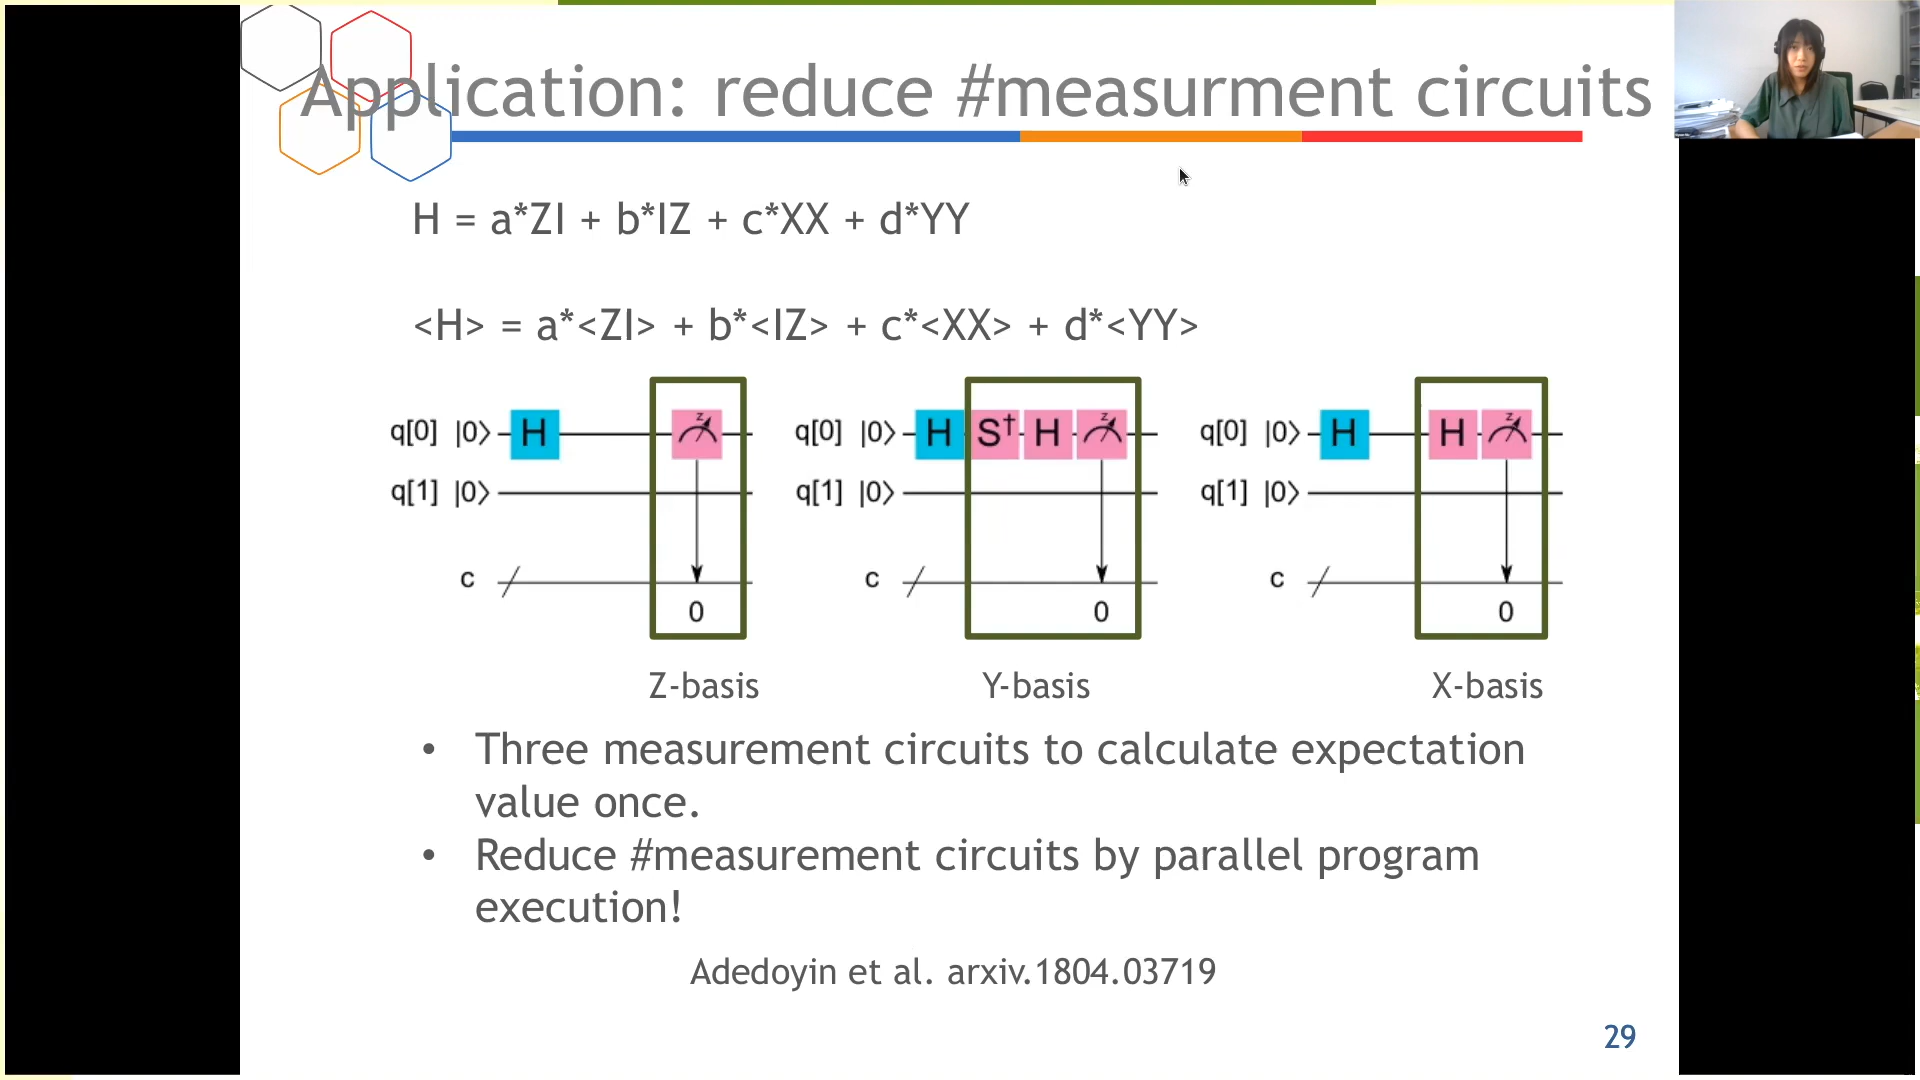 Application: reduce #measurment circuits
H = a*ZI + b*IZ + c*XX + d*YY
<H> = a*<ZI> + b*<IZ> + c*<XX> + d*<YY>
q[0] |0⟩ H z q[0] |0⟩ H S† H z q[0] |0⟩ H H z
q[1] |0⟩ q[1] |0⟩ q[1] |0⟩
c c c
0 0 0
Z-basis Y-basis X-basis
• Three measurement circuits to calculate expectation
value once.
• Reduce #measurement circuits by parallel program
execution!
Adedoyin et al. arxiv.1804.03719
29